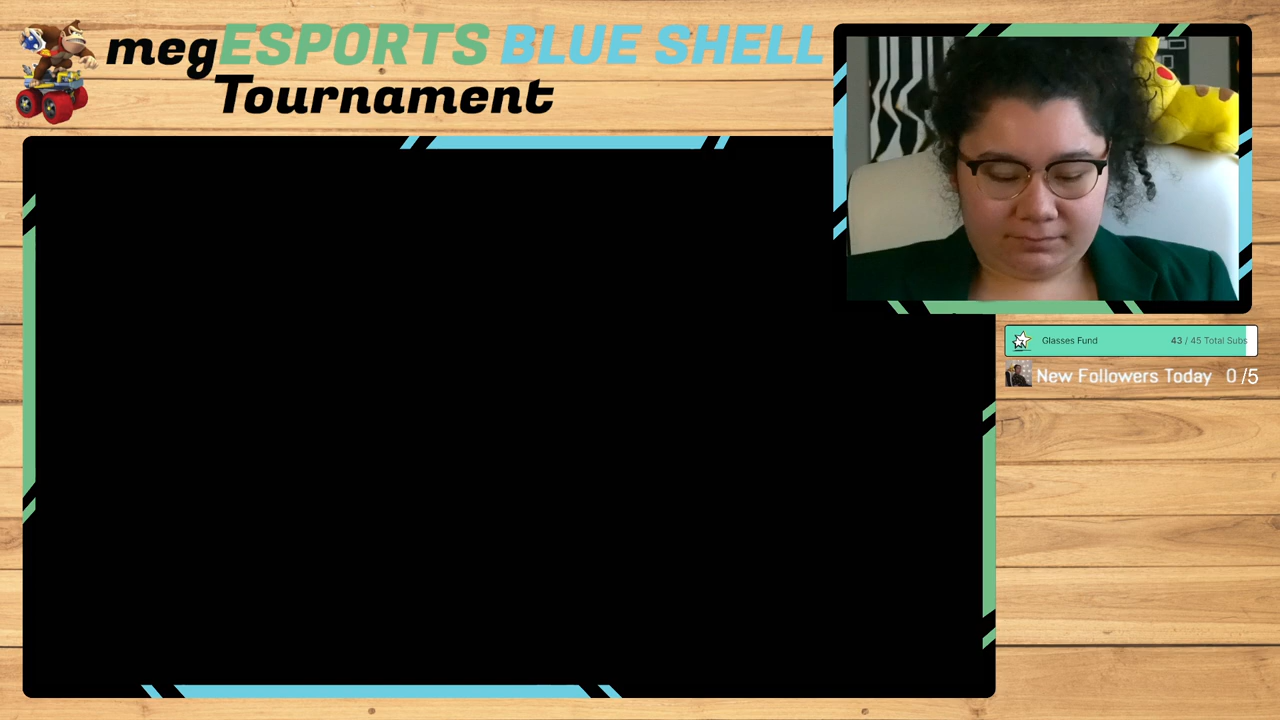 megESPORTS BLUE SHELL
Tournament
Glasses Fund 43 / 45 Total Subs
New Followers Today 0 /5